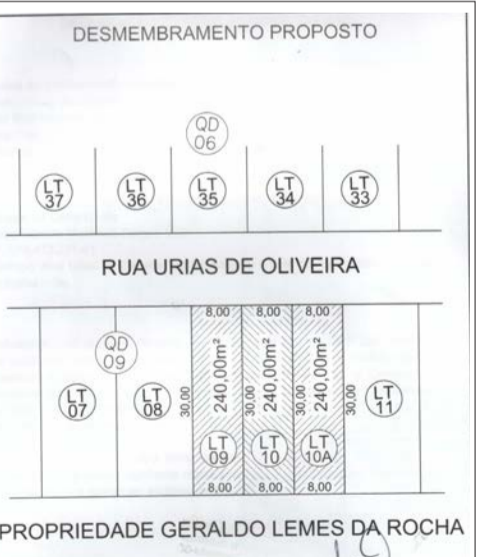 DESMEMBRAMENTO PROPOSTO
QD
06
LT
37
LT
36
LT
35
LT
34
LT
33
RUA URIAS DE OLIVEIRA
8,00 8,00 8,00
QD
09
LT
07
LT
08
30,00
240,00m²
30,00
240,00m²
30,00
240,00m²
30,00
LT
11
LT
09
LT
10
LT
10A
8,00 8,00 8,00
PROPRIEDADE GERALDO LEMES DA ROCHA